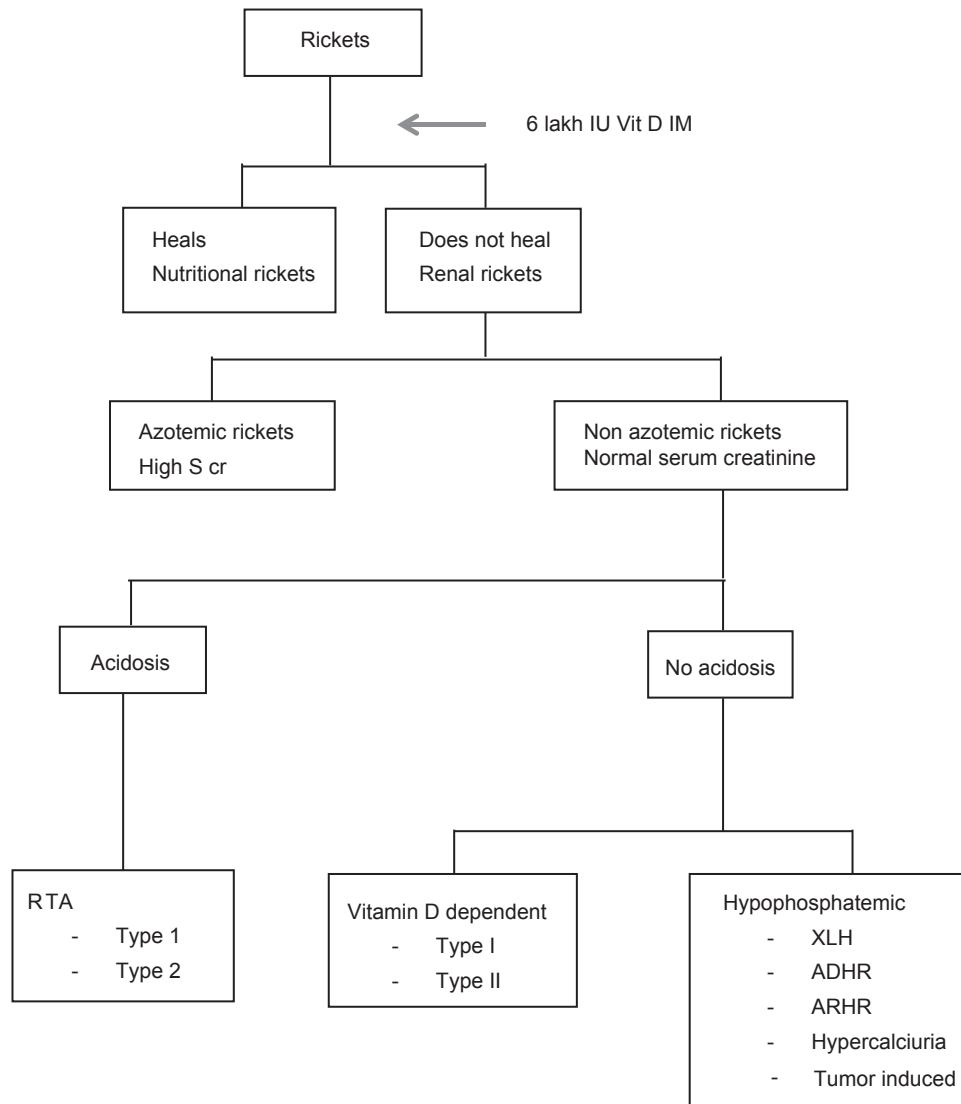 Rickets
6 lakh IU Vit D IM
Heals
Nutritional rickets
Does not heal
Renal rickets
Azotemic rickets
High S cr
Non azotemic rickets
Normal serum creatinine
Acidosis
No acidosis
RTA
- Type 1
- Type 2
Vitamin D dependent
- Type I
- Type II
Hypophosphatemic
- XLH
- ADHR
- ARHR
- Hypercalciuria
- Tumor induced